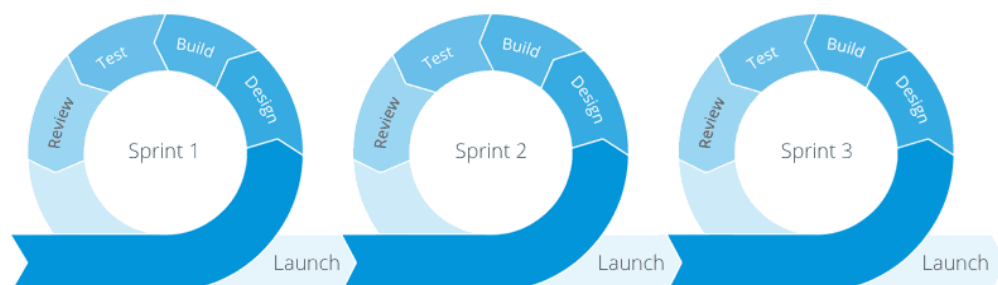 Review
Test
Build
Design
Sprint 1
Launch
Review
Test
Build
Design
Sprint 2
Launch
Review
Test
Build
Design
Sprint 3
Launch